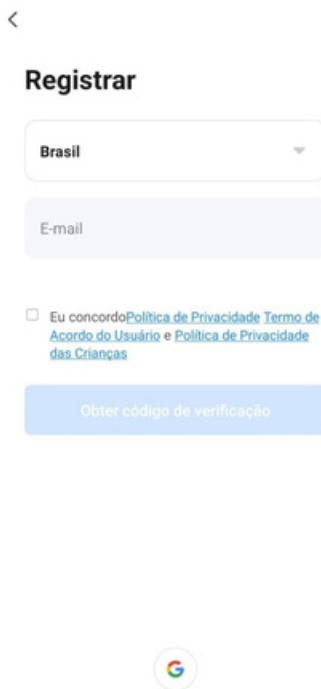 Registrar
Brasil
E-mail
Eu concordoPolítica de Privacidade Termo de
Acordo do Usuário e Política de Privacidade
das Crianças
Obter código de verificação